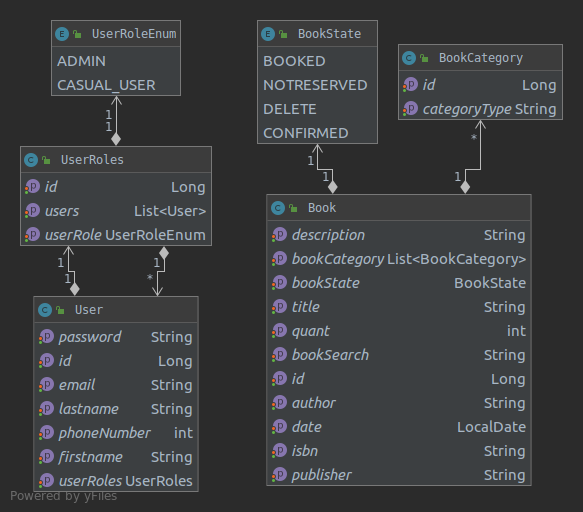 UserRoleEnum
ADMIN
CASUAL_USER
BookState
BOOKED
NOTRESERVED
DELETE
CONFIRMED
BookCategory
id Long
categoryType String
1
1
1
1
*
1
UserRoles
id Long
users List<User>
userRole UserRoleEnum
1
1
1
*
User
password String
id Long
email String
lastname String
phoneNumber int
firstname String
userRoles UserRoles
Book
description String
bookCategory List<BookCategory>
bookState BookState
title String
quant int
bookSearch String
id Long
author String
date LocalDate
isbn String
publisher String
Powered by yFiles